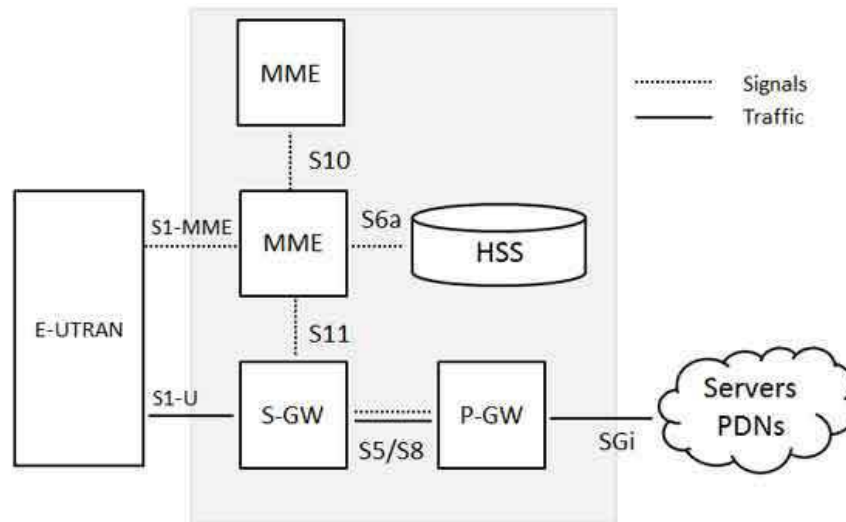 MME
Signals
Traffic
S10
S1-MME
MME
S6a
HSS
E-UTRAN
S11
S1-U
S-GW
S5/S8
P-GW
SGi
Servers
PDNs